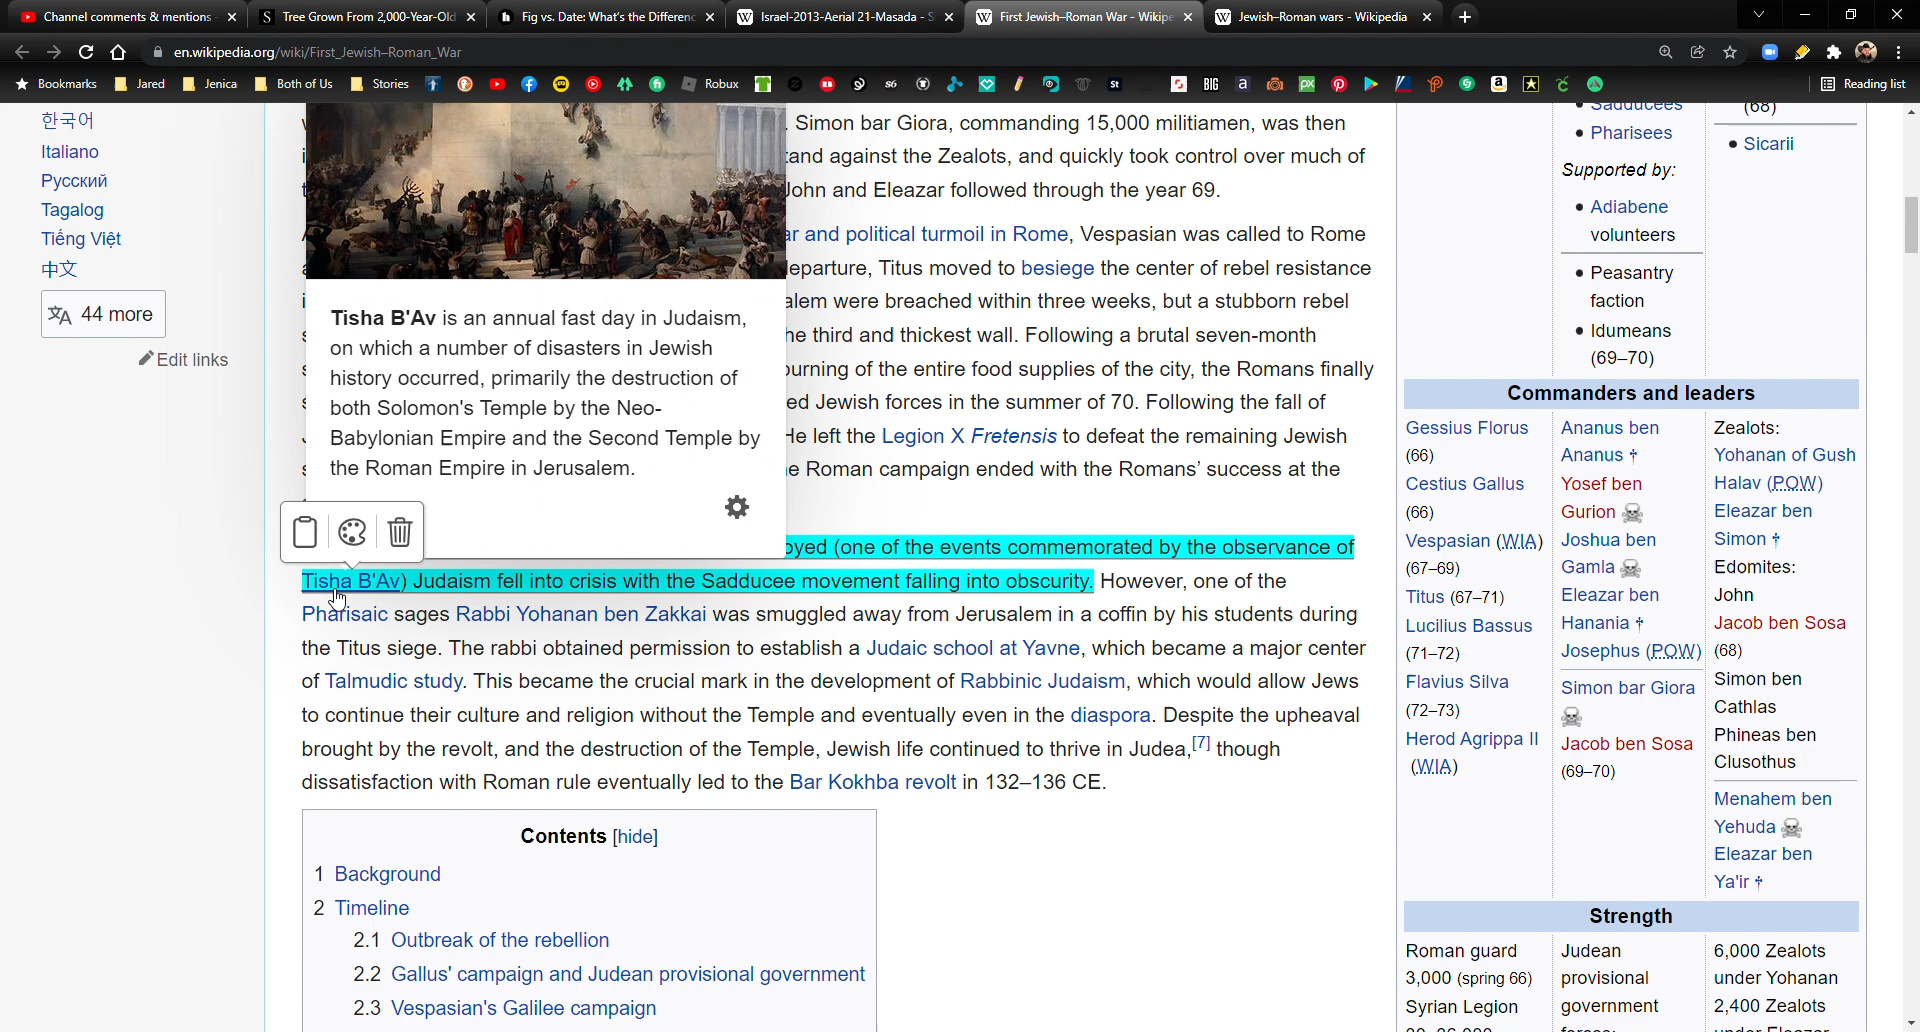 Channel comments & mentions
Tree Grown From 2,000-Year-Old
Fig vs. Date: What's the Differenc
Israel-2013-Aerial 21-Masada - S
First Jewish–Roman War - Wikipe
Jewish–Roman wars - Wikipedia
en.wikipedia.org/wiki/First_Jewish–Roman_War
Bookmarks
Jared
Jenica
Both of Us
Stories
Robux
Reading list
한국어
Italiano
Русский
Tagalog
Tiếng Việt
中文
44 more
Edit links
. Simon bar Giora, commanding 15,000 militiamen, was then
tand against the Zealots, and quickly took control over much of
John and Eleazar followed through the year 69.
ar and political turmoil in Rome, Vespasian was called to Rome
departure, Titus moved to besiege the center of rebel resistance
alem were breached within three weeks, but a stubborn rebel
he third and thickest wall. Following a brutal seven-month
burning of the entire food supplies of the city, the Romans finally
ed Jewish forces in the summer of 70. Following the fall of
He left the Legion X Fretensis to defeat the remaining Jewish
e Roman campaign ended with the Romans' success at the
Tisha B'Av is an annual fast day in Judaism,
on which a number of disasters in Jewish
history occurred, primarily the destruction of
both Solomon's Temple by the Neo-
Babylonian Empire and the Second Temple by
the Roman Empire in Jerusalem.
oyed (one of the events commemorated by the observance of
Tisha B'Av) Judaism fell into crisis with the Sadducee movement falling into obscurity. However, one of the
Pharisaic sages Rabbi Yohanan ben Zakkai was smuggled away from Jerusalem in a coffin by his students during
the Titus siege. The rabbi obtained permission to establish a Judaic school at Yavne, which became a major center
of Talmudic study. This became the crucial mark in the development of Rabbinic Judaism, which would allow Jews
to continue their culture and religion without the Temple and eventually even in the diaspora. Despite the upheaval
brought by the revolt, and the destruction of the Temple, Jewish life continued to thrive in Judea,[7] though
dissatisfaction with Roman rule eventually led to the Bar Kokhba revolt in 132–136 CE.
Contents [hide]
1 Background
2 Timeline
2.1 Outbreak of the rebellion
2.2 Gallus' campaign and Judean provisional government
2.3 Vespasian's Galilee campaign
Sadducees
• Pharisees
Supported by:
• Adiabene
volunteers
• Peasantry
faction
• Idumeans
(69–70)
(68)
• Sicarii
Commanders and leaders
Gessius Florus
(66)
Cestius Gallus
(66)
Vespasian (WIA)
(67–69)
Titus (67–71)
Lucilius Bassus
(71–72)
Flavius Silva
(72–73)
Herod Agrippa II
(WIA)
Ananus ben
Ananus †
Yosef ben
Gurion ☠
Joshua ben
Gamla ☠
Eleazar ben
Hanania †
Josephus (POW)
Simon bar Giora
☠
Jacob ben Sosa
(69–70)
Zealots:
Yohanan of Gush
Halav (POW)
Eleazar ben
Simon †
Edomites:
John
Jacob ben Sosa
(68)
Simon ben
Cathlas
Phineas ben
Clusothus
Menahem ben
Yehuda ☠
Eleazar ben
Ya'ir †
Strength
Roman guard
3,000 (spring 66)
Syrian Legion
Judean
provisional
government
6,000 Zealots
under Yohanan
2,400 Zealots